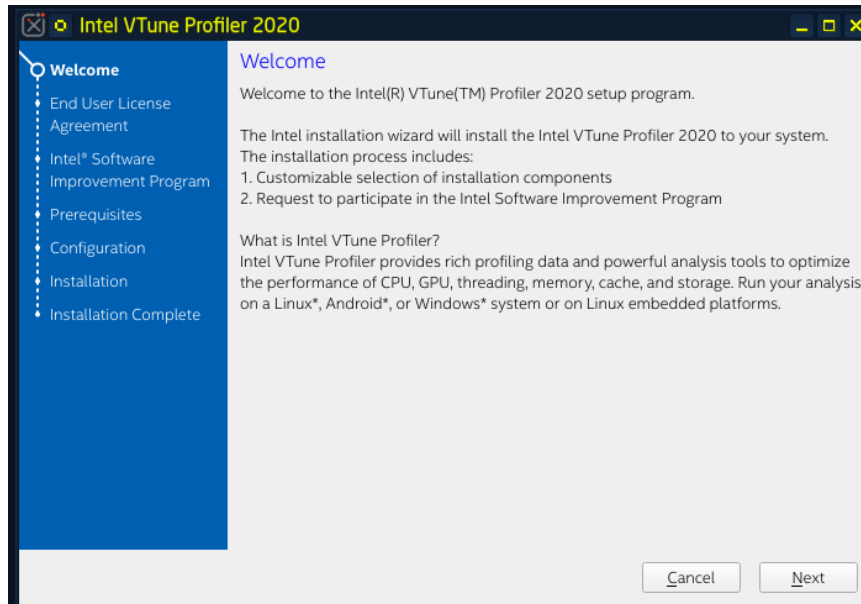 Intel VTune Profiler 2020
Welcome
End User License
Agreement
Intel® Software
Improvement Program
Prerequisites
Configuration
Installation
Installation Complete
Welcome
Welcome to the Intel(R) VTune(TM) Profiler 2020 setup program.
The Intel installation wizard will install the Intel VTune Profiler 2020 to your system.
The installation process includes:
1. Customizable selection of installation components
2. Request to participate in the Intel Software Improvement Program
What is Intel VTune Profiler?
Intel VTune Profiler provides rich profiling data and powerful analysis tools to optimize
the performance of CPU, GPU, threading, memory, cache, and storage. Run your analysis
on a Linux*, Android*, or Windows* system or on Linux embedded platforms.
Cancel
Next